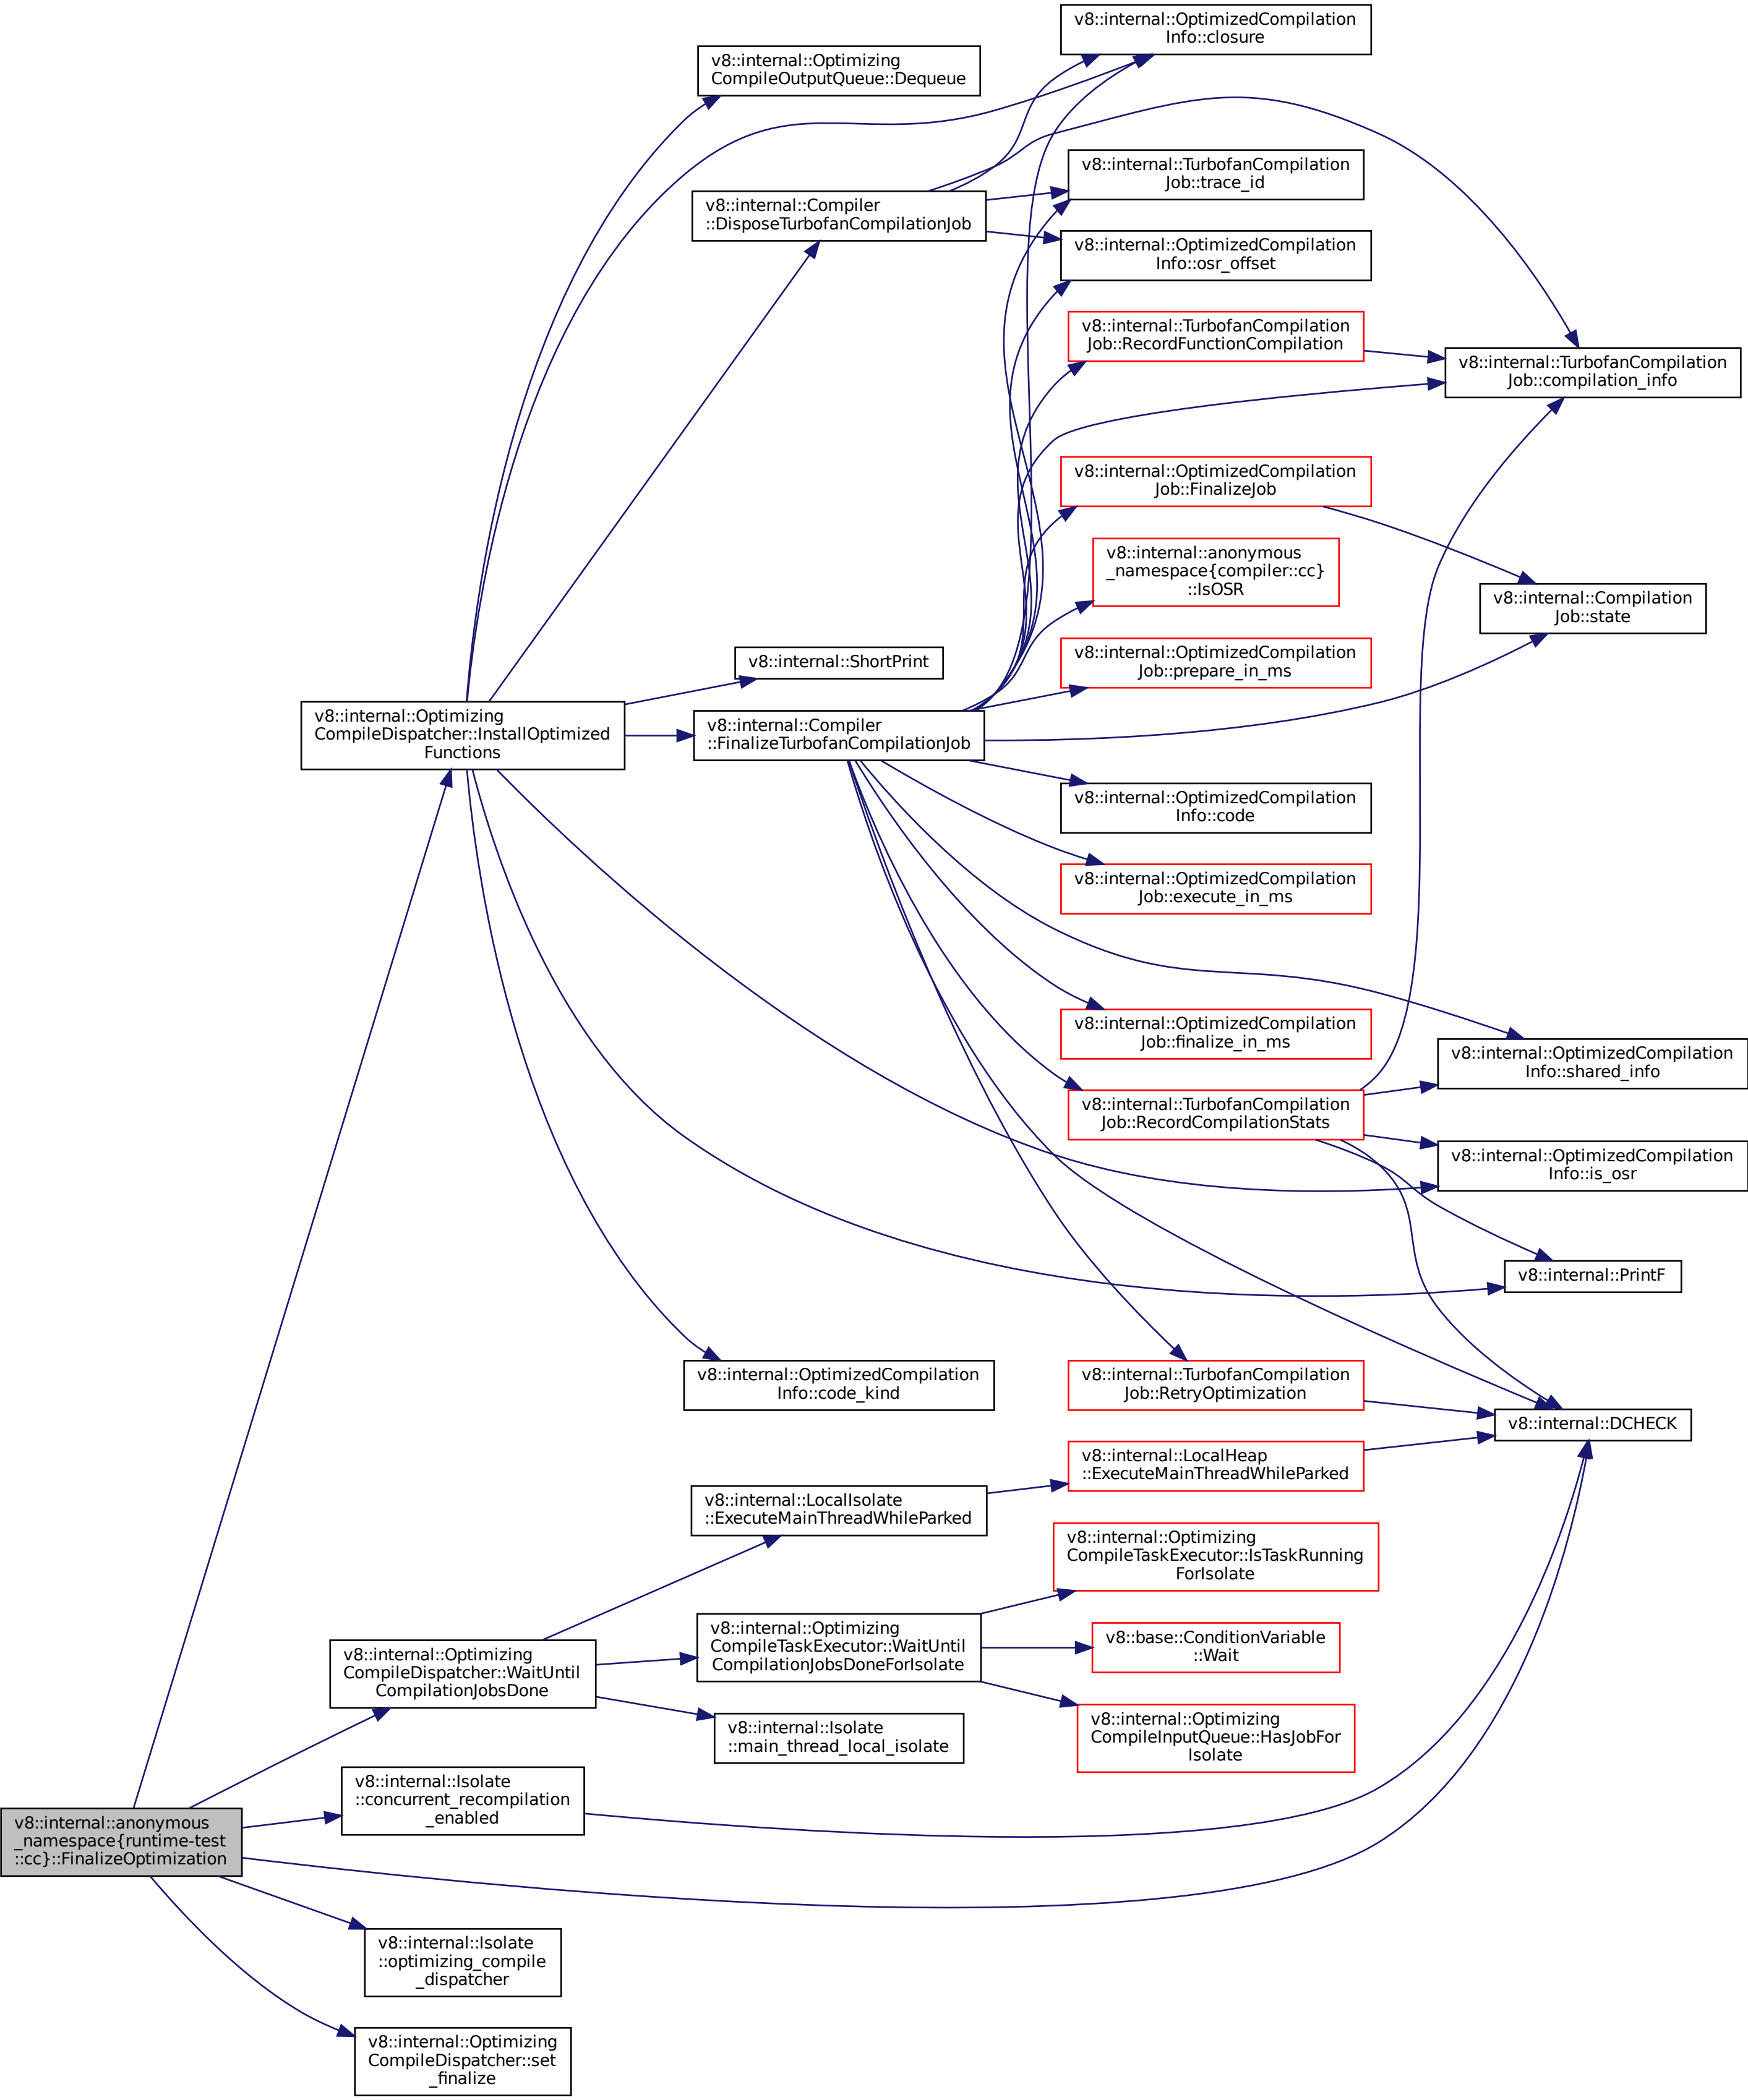 v8::internal::OptimizedCompilation
Info::closure
v8::internal::Optimizing
CompileOutputQueue::Dequeue
v8::internal::TurbofanCompilation
Job::trace_id
v8::internal::Compiler
::DisposeTurbofanCompilationJob
v8::internal::OptimizedCompilation
Info::osr_offset
v8::internal::TurbofanCompilation
Job::RecordFunctionCompilation
v8::internal::TurbofanCompilation
Job::compilation_info
v8::internal::OptimizedCompilation
Job::FinalizeJob
v8::internal::anonymous
_namespace{compiler::cc}
::IsOSR
v8::internal::Compilation
Job::state
v8::internal::ShortPrint
v8::internal::OptimizedCompilation
Job::prepare_in_ms
v8::internal::Optimizing
CompileDispatcher::InstallOptimized
Functions
v8::internal::Compiler
::FinalizeTurbofanCompilationJob
v8::internal::OptimizedCompilation
Info::code
v8::internal::OptimizedCompilation
Job::execute_in_ms
v8::internal::OptimizedCompilation
Job::finalize_in_ms
v8::internal::OptimizedCompilation
Info::shared_info
v8::internal::TurbofanCompilation
Job::RecordCompilationStats
v8::internal::OptimizedCompilation
Info::is_osr
v8::internal::PrintF
v8::internal::OptimizedCompilation
Info::code_kind
v8::internal::TurbofanCompilation
Job::RetryOptimization
v8::internal::DCHECK
v8::internal::LocalHeap
::ExecuteMainThreadWhileParked
v8::internal::LocalIsolate
::ExecuteMainThreadWhileParked
v8::internal::Optimizing
CompileTaskExecutor::IsTaskRunning
ForIsolate
v8::internal::Optimizing
CompileTaskExecutor::WaitUntil
CompilationJobsDoneForIsolate
v8::base::ConditionVariable
::Wait
v8::internal::Optimizing
CompileDispatcher::WaitUntil
CompilationJobsDone
v8::internal::Optimizing
CompileInputQueue::HasJobFor
Isolate
v8::internal::Isolate
::main_thread_local_isolate
v8::internal::Isolate
::concurrent_recompilation
_enabled
v8::internal::anonymous
_namespace{runtime-test
::cc}::FinalizeOptimization
v8::internal::Isolate
::optimizing_compile
_dispatcher
v8::internal::Optimizing
CompileDispatcher::set
_finalize